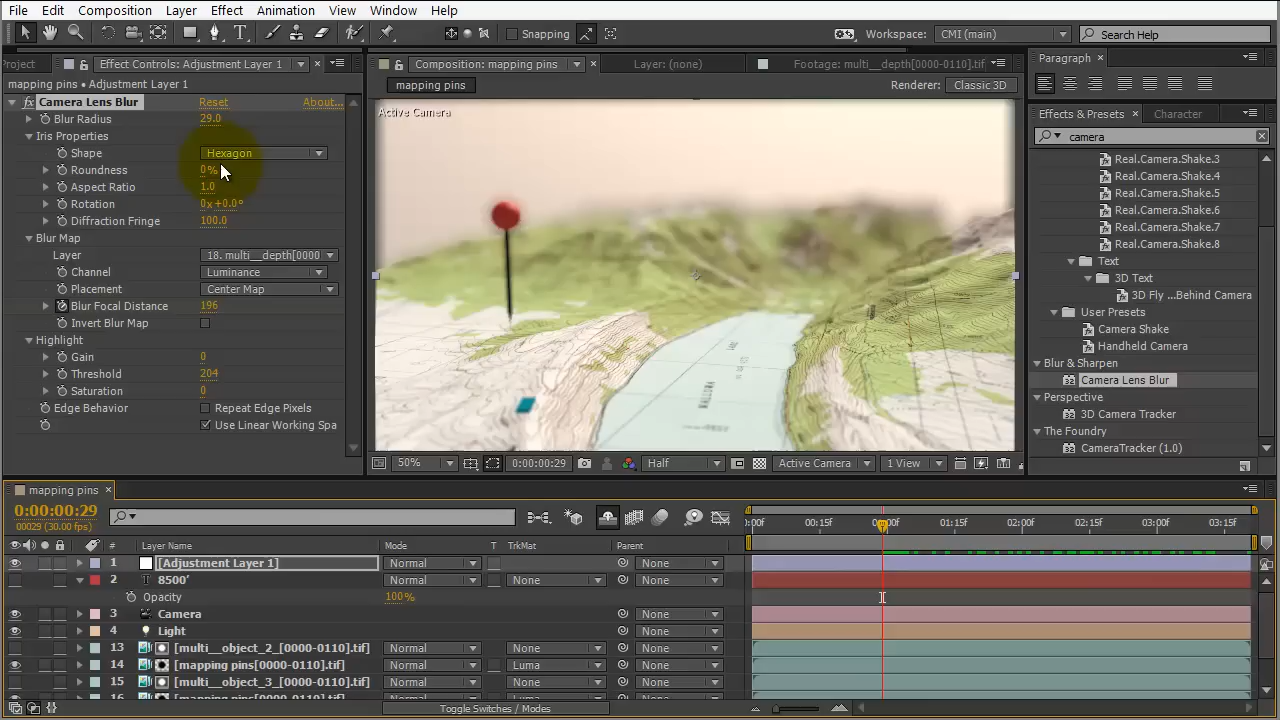 File Edit Composition Layer Effect Animation View Window Help
Snapping Workspace: CMI (main) Search Help
Project Effect Controls: Adjustment Layer 1 Composition: mapping pins Layer: (none) Footage: multi__depth[0000-0110].tif Paragraph
mapping pins • Adjustment Layer 1 mapping pins Renderer: Classic 3D
fx Camera Lens Blur Reset About...
Active Camera
Blur Radius 29.0
Iris Properties
Shape Hexagon
Roundness 0%
Aspect Ratio 1.0
Rotation 0x+0.0°
Diffraction Fringe 100.0
Blur Map
Layer 18. multi__depth[0000
Channel Luminance
Placement Center Map
Blur Focal Distance 196
Invert Blur Map
Highlight
Gain 0
Threshold 204
Saturation 0
Edge Behavior Repeat Edge Pixels
Use Linear Working Spa
Effects & Presets Character
camera
Real.Camera.Shake.3
Real.Camera.Shake.4
Real.Camera.Shake.5
Real.Camera.Shake.6
Real.Camera.Shake.7
Real.Camera.Shake.8
Text
3D Text
3D Fly ...Behind Camera
User Presets
Camera Shake
Handheld Camera
Blur & Sharpen
Camera Lens Blur
Perspective
3D Camera Tracker
The Foundry
CameraTracker (1.0)
50% 0:00:00:29 Half Active Camera 1 View
mapping pins
0:00:00:29
00029 (30.00 fps)
:00F 00:15F 01:15F 02:00F 02:15F 03:00F 03:15F
# Layer Name Mode T TrkMat Parent
1 [Adjustment Layer 1] Normal None
2 T 8500' Normal None None
Opacity 100%
3 Camera None
4 Light None
13 [multi__object_2_[0000-0110].tif] Normal None None
14 [mapping pins[0000-0110].tif] Normal Luma None
15 [multi__object_3_[0000-0110].tif] Normal None None
16 [mapping pins[0000-0110].tif] Normal Luma None
Toggle Switches / Modes